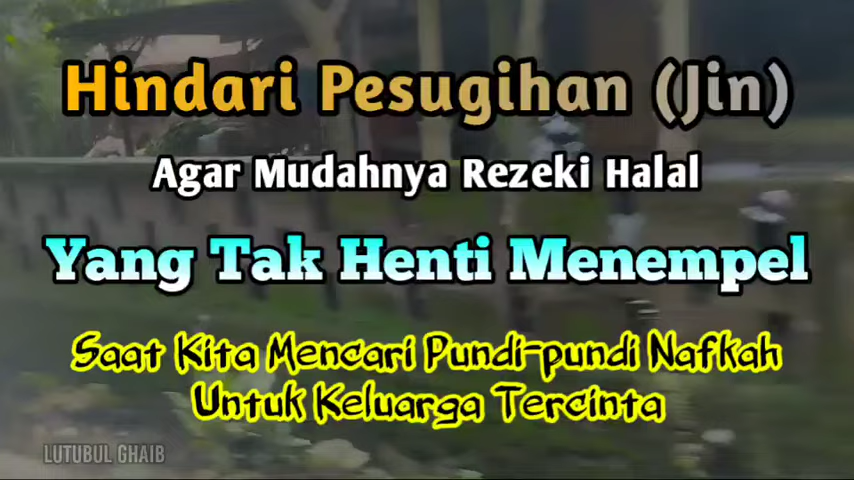 Hindari Pesugihan (Jin)
Agar Mudahnya Rezeki Halal
Yang Tak Henti Menempel
Saat Kita Mencari Pundi-pundi Nafkah
Untuk Keluarga Tercinta
LUTUBUL GHAIB